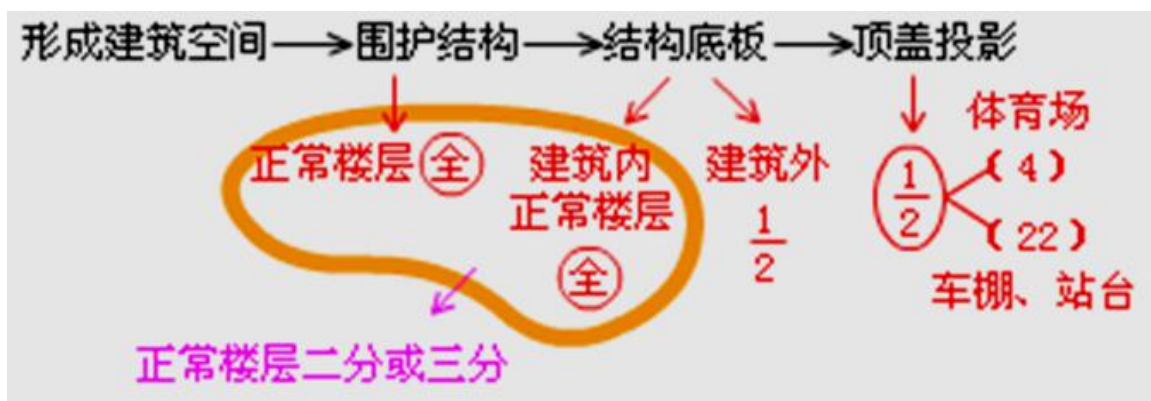 形成建筑空间→围护结构→结构底板→顶盖投影
体育场
正常楼层 全 建筑内 建筑外 1/2 (4)
正常楼层 1/2 (22)
全 车棚、站台
正常楼层二分或三分